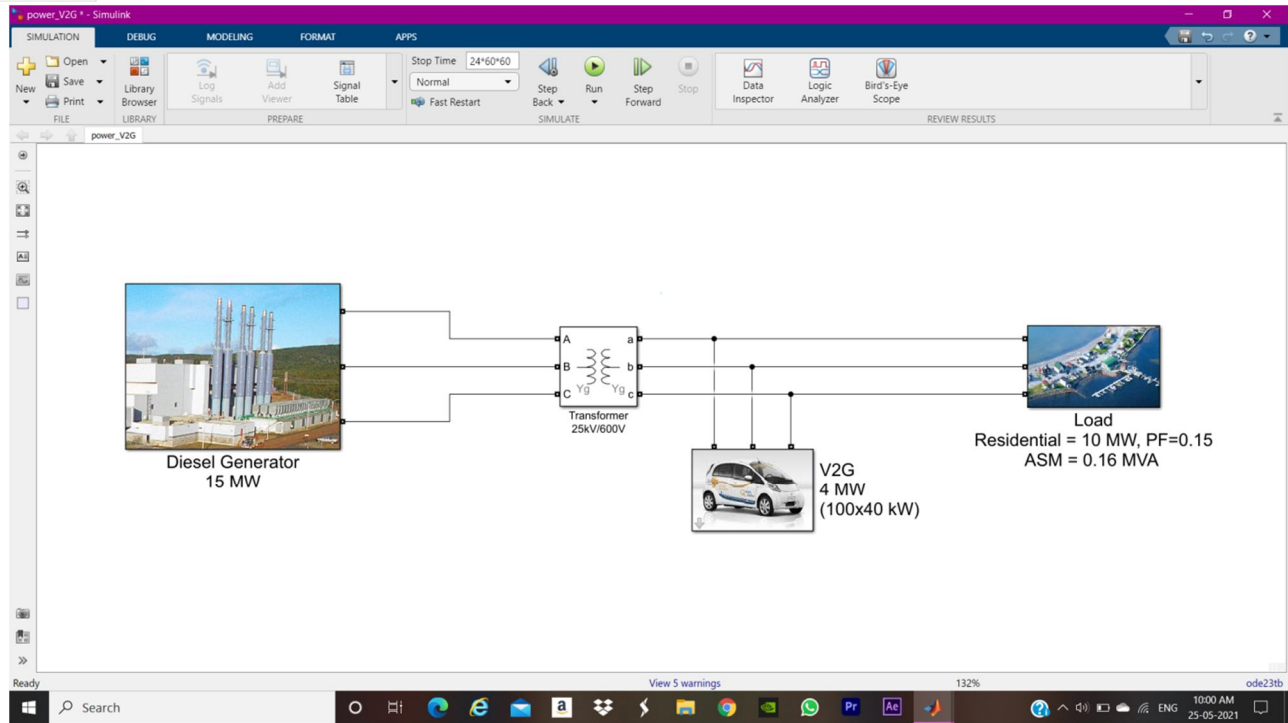 power_V2G * - Simulink
SIMULATION DEBUG MODELING FORMAT APPS
New
Open
Save
Print
FILE
Library
Browser
LIBRARY
Log
Signals
Add
Viewer
Signal
Table
PREPARE
Stop Time 24*60*60
Normal
Fast Restart
Step
Back
Run
Step
Forward
Stop
SIMULATE
Data
Inspector
Logic
Analyzer
Bird's-Eye
Scope
REVIEW RESULTS
power_V2G
A a
B b
C c
Yg Yg
Transformer
25kV/600V
Diesel Generator
15 MW
V2G
4 MW
(100x40 kW)
Load
Residential = 10 MW, PF=0.15
ASM = 0.16 MVA
Ready View 5 warnings 132% ode23tb
Search
a
Pr
Ae
ENG
10:00 AM
25-05-2021